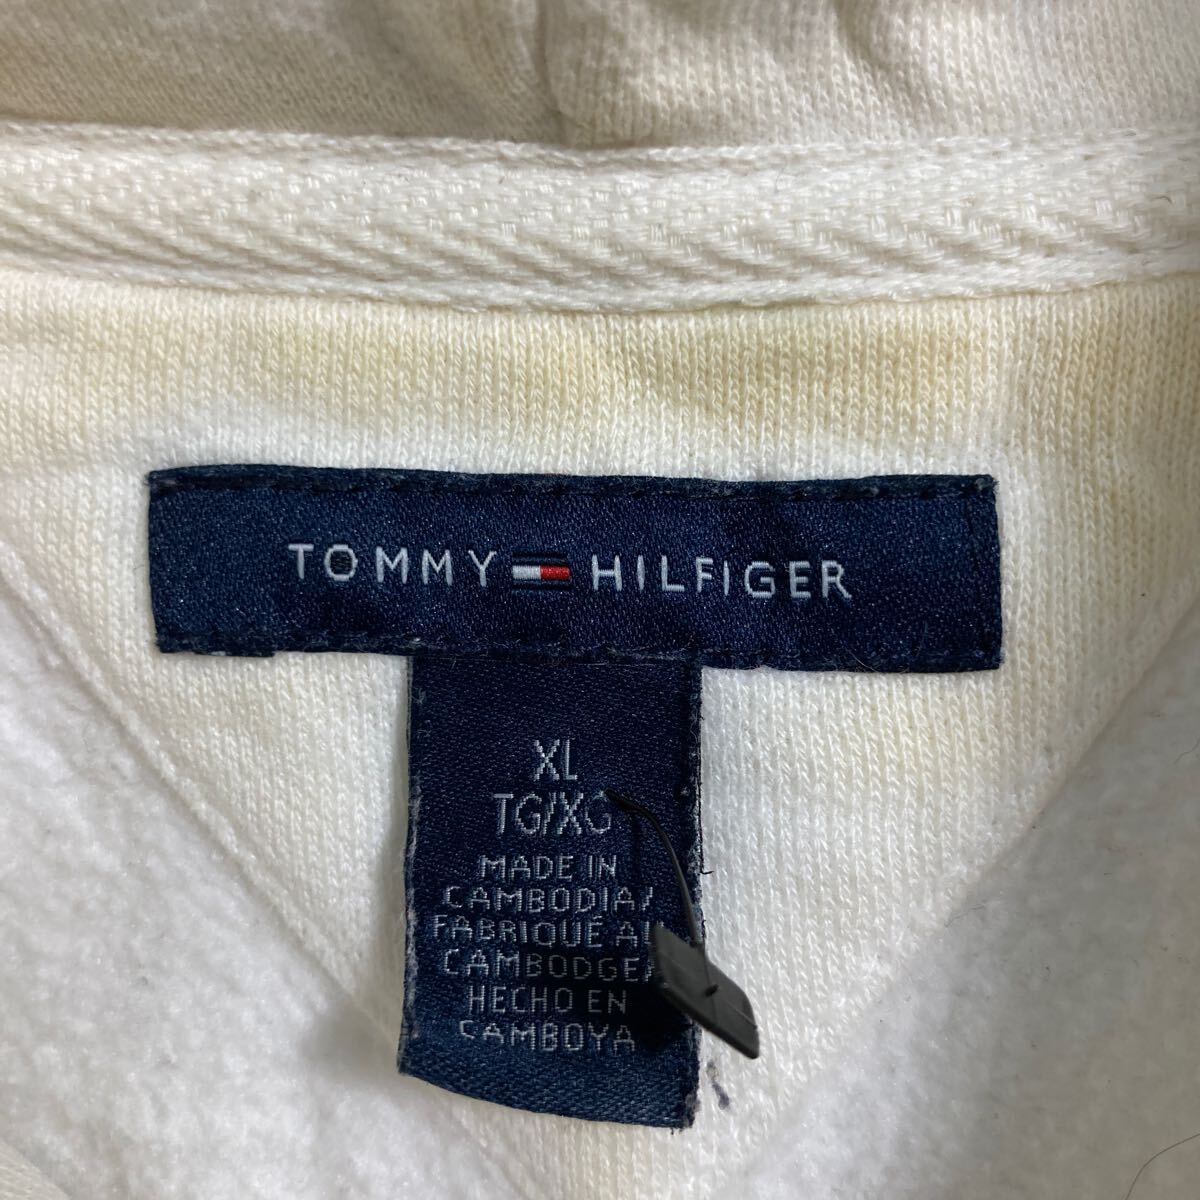 TOMMY HILFIGER
XL
TG/XG
MADE IN
CAMBODIA/
FABRIQUÉ AU
CAMBODGE/
HECHO EN
CAMBOYA